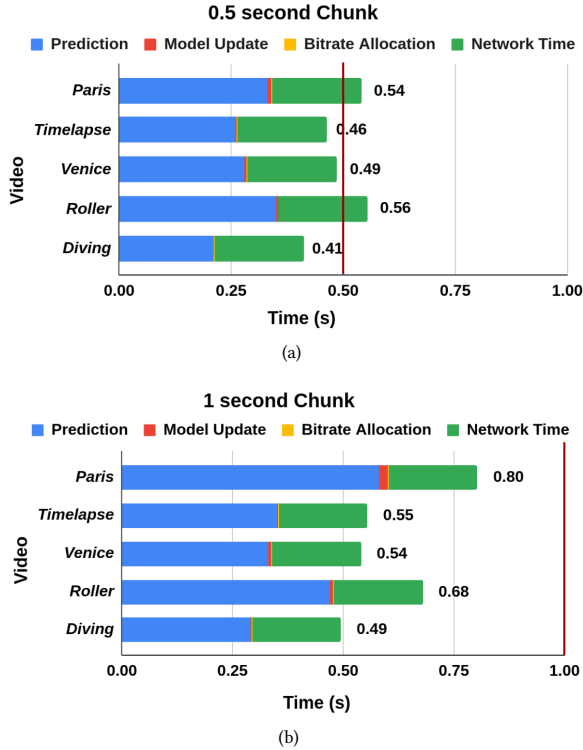 0.5 second Chunk
Prediction Model Update Bitrate Allocation Network Time
Video
Paris 0.54
Timelapse 0.46
Venice 0.49
Roller 0.56
Diving 0.41
0.00 0.25 0.50 0.75 1.00
Time (s)
(a)
1 second Chunk
Prediction Model Update Bitrate Allocation Network Time
Video
Paris 0.80
Timelapse 0.55
Venice 0.54
Roller 0.68
Diving 0.49
0.00 0.25 0.50 0.75 1.00
Time (s)
(b)